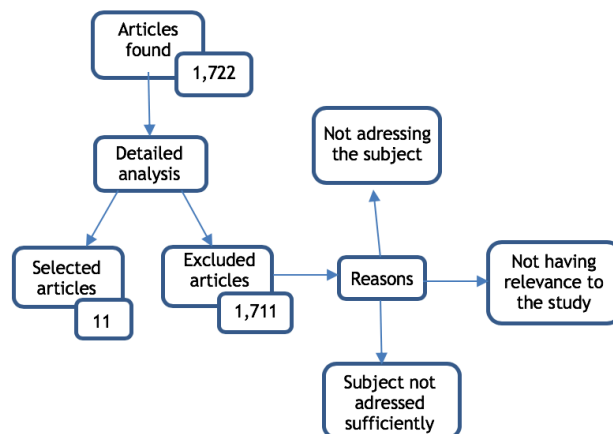 Articles
found
1,722
Detailed
analysis
Selected
articles
11
Excluded
articles
1,711
Reasons
Not adressing
the subject
Not having
relevance to
the study
Subject not
adressed
sufficiently